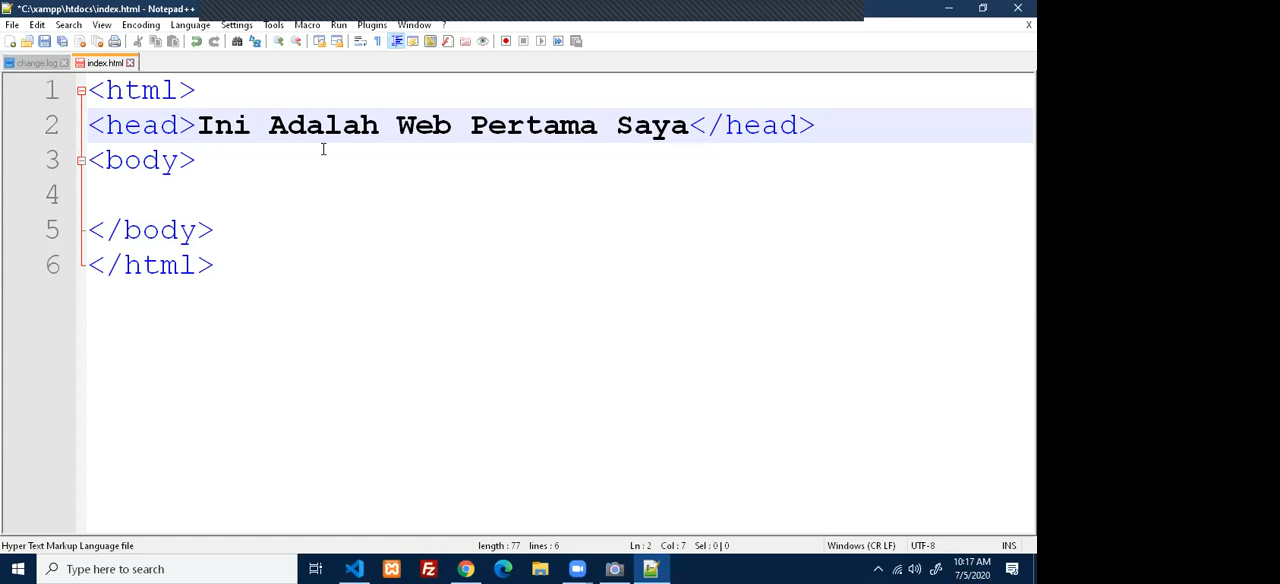 *C:\xampp\htdocs\index.html - Notepad++
File Edit Search View Encoding Language Settings Tools Macro Run Plugins Window ? X
change.log index.html
1 <html>
2 <head>Ini Adalah Web Pertama Saya</head>
3 <body>
4
5 </body>
6 </html>
Hyper Text Markup Language file length : 77 lines : 6 Ln : 2 Col : 7 Sel : 0 | 0 Windows (CR LF) UTF-8 INS
Type here to search 10:17 AM
7/5/2020